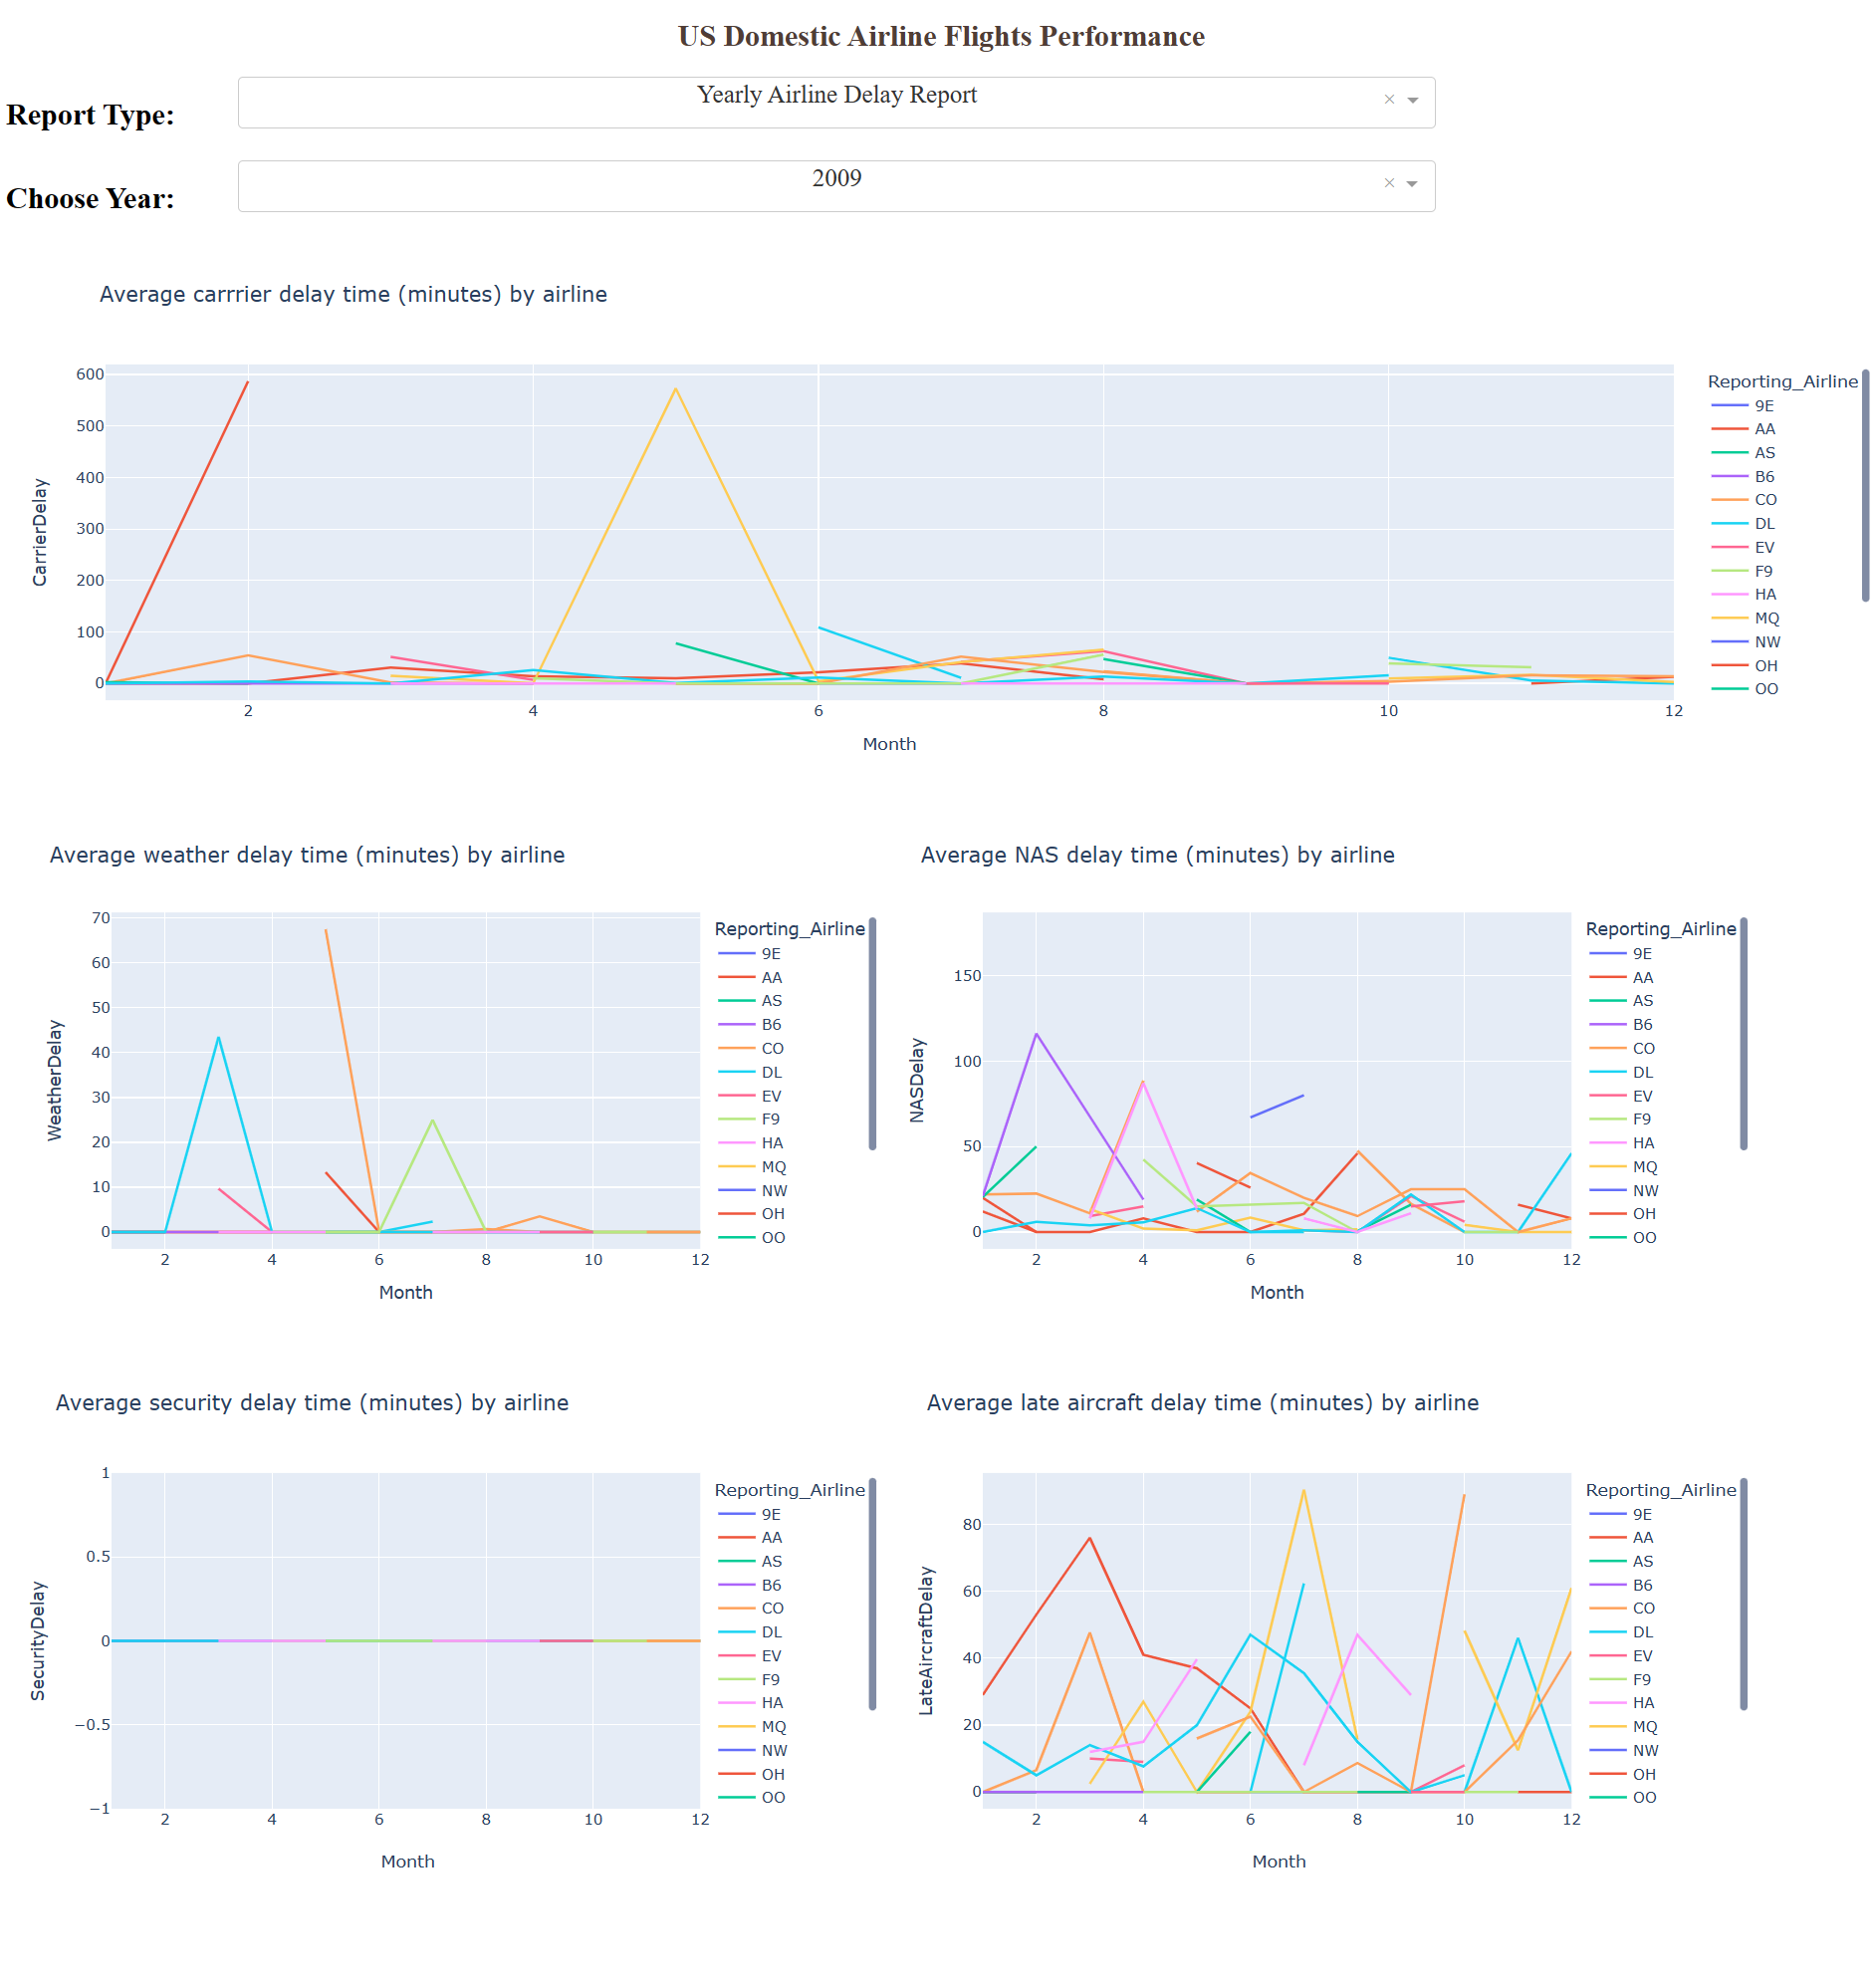 US Domestic Airline Flights Performance
Report Type:
Yearly Airline Delay Report
×
Choose Year:
2009
×
Average carrrier delay time (minutes) by airline
CarrierDelay
600
500
400
300
200
100
0
2 4 6 8 10 12
Month
Reporting_Airline
9E
AA
AS
B6
CO
DL
EV
F9
HA
MQ
NW
OH
OO
Average weather delay time (minutes) by airline
WeatherDelay
70
60
50
40
30
20
10
0
2 4 6 8 10 12
Month
Reporting_Airline
9E
AA
AS
B6
CO
DL
EV
F9
HA
MQ
NW
OH
OO
Average NAS delay time (minutes) by airline
NASDelay
150
100
50
0
2 4 6 8 10 12
Month
Reporting_Airline
9E
AA
AS
B6
CO
DL
EV
F9
HA
MQ
NW
OH
OO
Average security delay time (minutes) by airline
SecurityDelay
1
0.5
0
−0.5
−1
2 4 6 8 10 12
Month
Reporting_Airline
9E
AA
AS
B6
CO
DL
EV
F9
HA
MQ
NW
OH
OO
Average late aircraft delay time (minutes) by airline
LateAircraftDelay
80
60
40
20
0
2 4 6 8 10 12
Month
Reporting_Airline
9E
AA
AS
B6
CO
DL
EV
F9
HA
MQ
NW
OH
OO